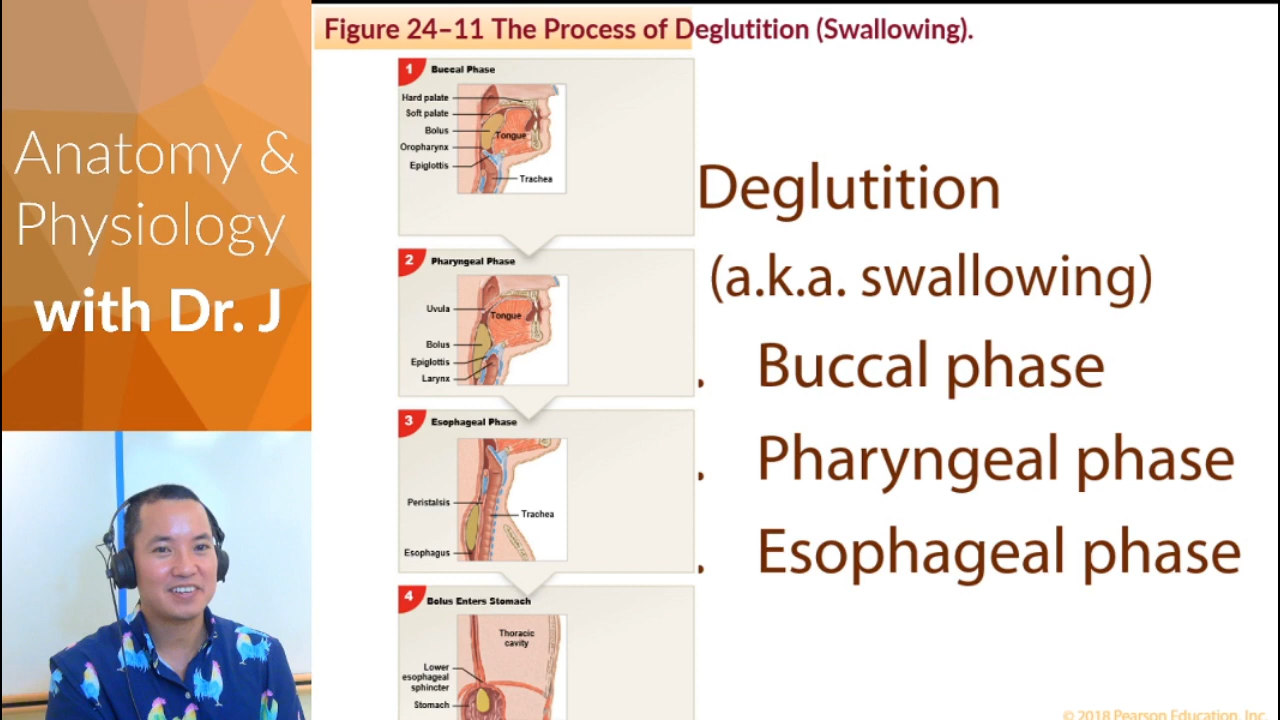 Anatomy &
Physiology
with Dr. J
Figure 24–11 The Process of Deglutition (Swallowing).
1 Buccal Phase
Hard palate
Soft palate
Bolus
Tongue
Oropharynx
Epiglottis
Trachea
2 Pharyngeal Phase
Uvula
Tongue
Bolus
Epiglottis
Larynx
3 Esophageal Phase
Peristalsis
Trachea
Esophagus
4 Bolus Enters Stomach
Thoracic
cavity
Lower
esophageal
sphincter
Stomach
Deglutition
(a.k.a. swallowing)
. Buccal phase
. Pharyngeal phase
. Esophageal phase
© 2018 Pearson Education, Inc.